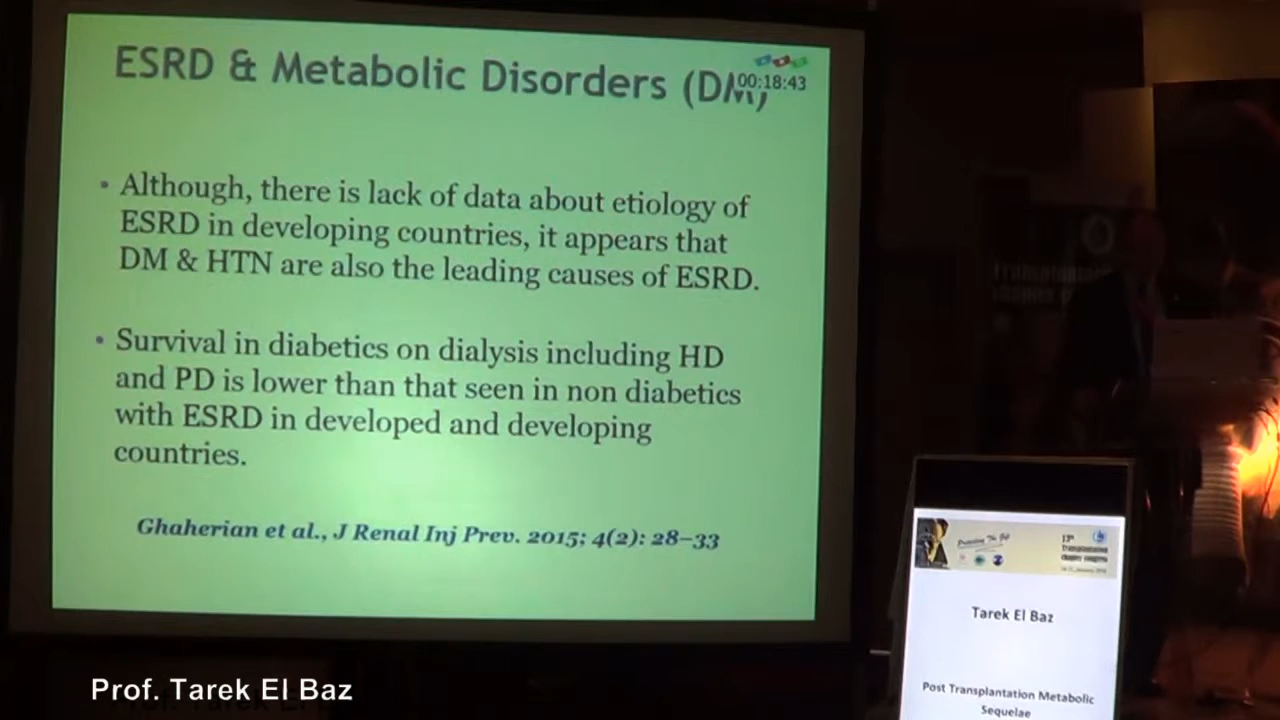 ESRD & Metabolic Disorders (DM)
00:18:43
• Although, there is lack of data about etiology of
ESRD in developing countries, it appears that
DM & HTN are also the leading causes of ESRD.
• Survival in diabetics on dialysis including HD
and PD is lower than that seen in non diabetics
with ESRD in developed and developing
countries.
Ghaherian et al., J Renal Inj Prev. 2015; 4(2): 28–33
Transplantation
13th
Transplantation
chapter congress
Tarek El Baz
Post Transplantation Metabolic
Sequelae
Prof. Tarek El Baz